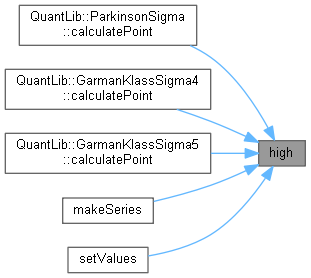 QuantLib::ParkinsonSigma
::calculatePoint
QuantLib::GarmanKlassSigma4
::calculatePoint
QuantLib::GarmanKlassSigma5
::calculatePoint
high
makeSeries
setValues